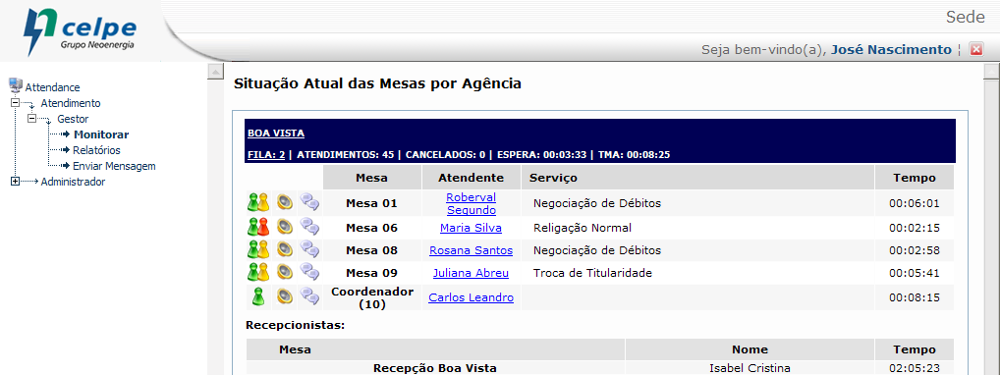 celpe
Grupo Neoenergia
Sede
Seja bem-vindo(a), José Nascimento ¦
Attendance
Atendimento
Gestor
Monitorar
Relatórios
Enviar Mensagem
Administrador
Situação Atual das Mesas por Agência
BOA VISTA
FILA: 2 | ATENDIMENTOS: 45 | CANCELADOS: 0 | ESPERA: 00:03:33 | TMA: 00:08:25
Mesa Atendente Serviço Tempo
Mesa 01 Roberval Segundo Negociação de Débitos 00:06:01
Mesa 06 Maria Silva Religação Normal 00:02:15
Mesa 08 Rosana Santos Negociação de Débitos 00:02:58
Mesa 09 Juliana Abreu Troca de Titularidade 00:05:41
Coordenador (10) Carlos Leandro 00:08:15
Recepcionistas:
Mesa Nome Tempo
Recepção Boa Vista Isabel Cristina 02:05:23